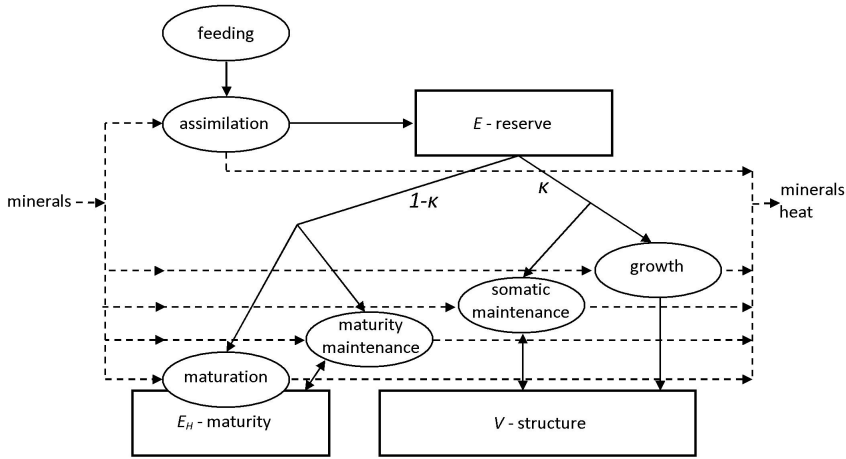 feeding
assimilation
E - reserve
minerals
minerals
heat
1-κ
κ
growth
somatic
maintenance
maturity
maintenance
maturation
E_H - maturity
V - structure